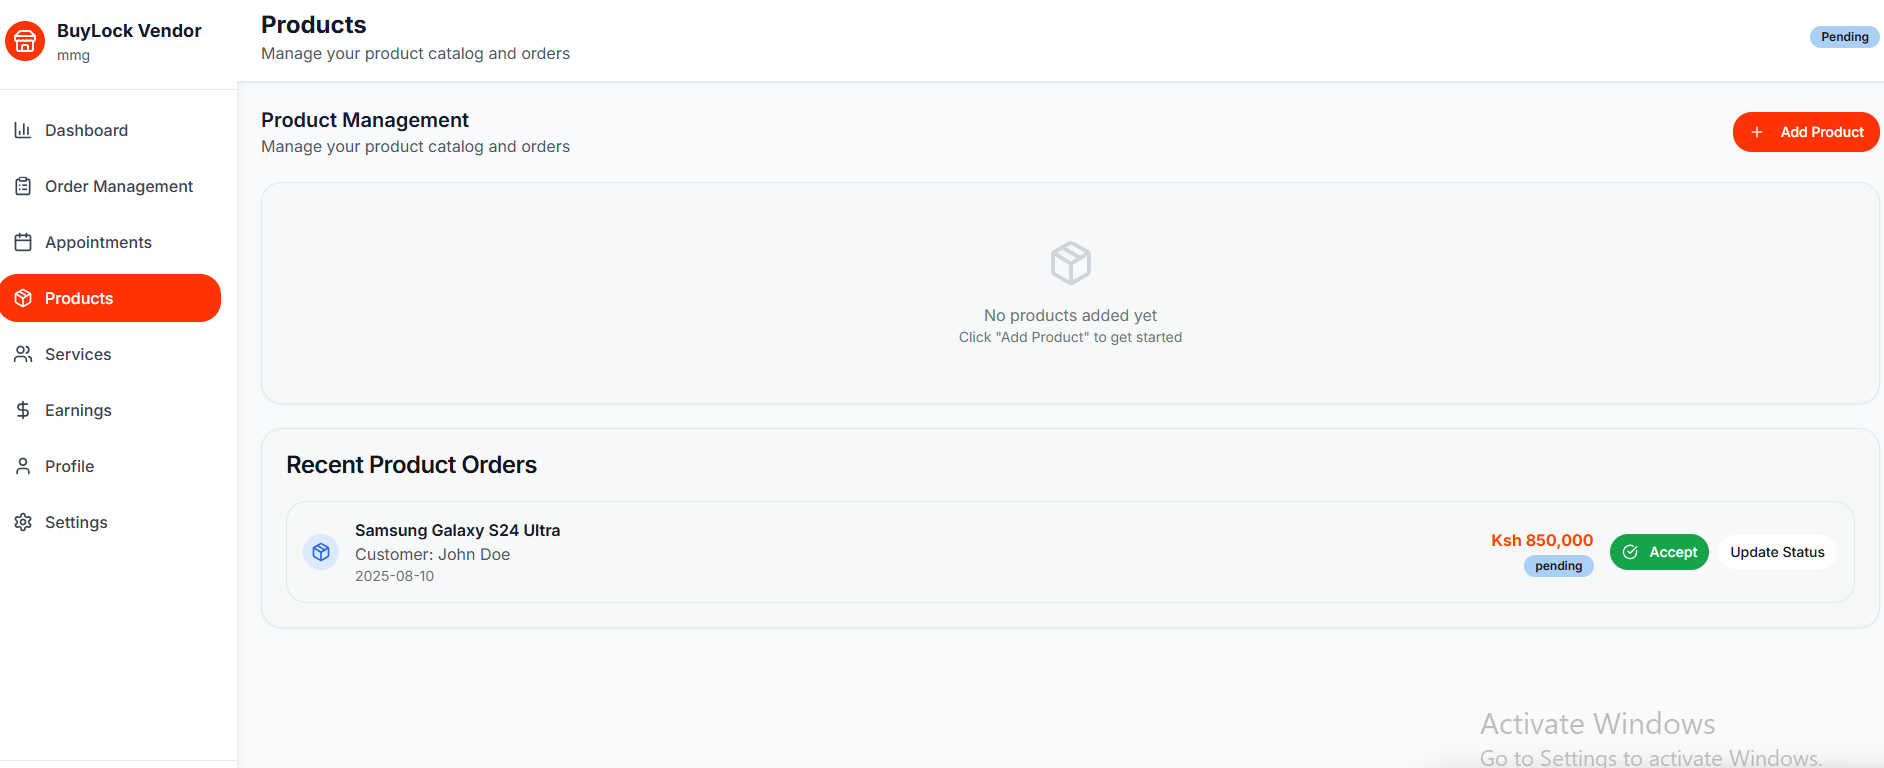 BuyLock Vendor
mmg
Dashboard
Order Management
Appointments
Products
Services
Earnings
Profile
Settings
Products
Manage your product catalog and orders
Pending
Product Management
Manage your product catalog and orders
Add Product
No products added yet
Click "Add Product" to get started
Recent Product Orders
Samsung Galaxy S24 Ultra
Customer: John Doe
2025-08-10
Ksh 850,000
pending
Accept
Update Status
Activate Windows
Go to Settings to activate Windows.